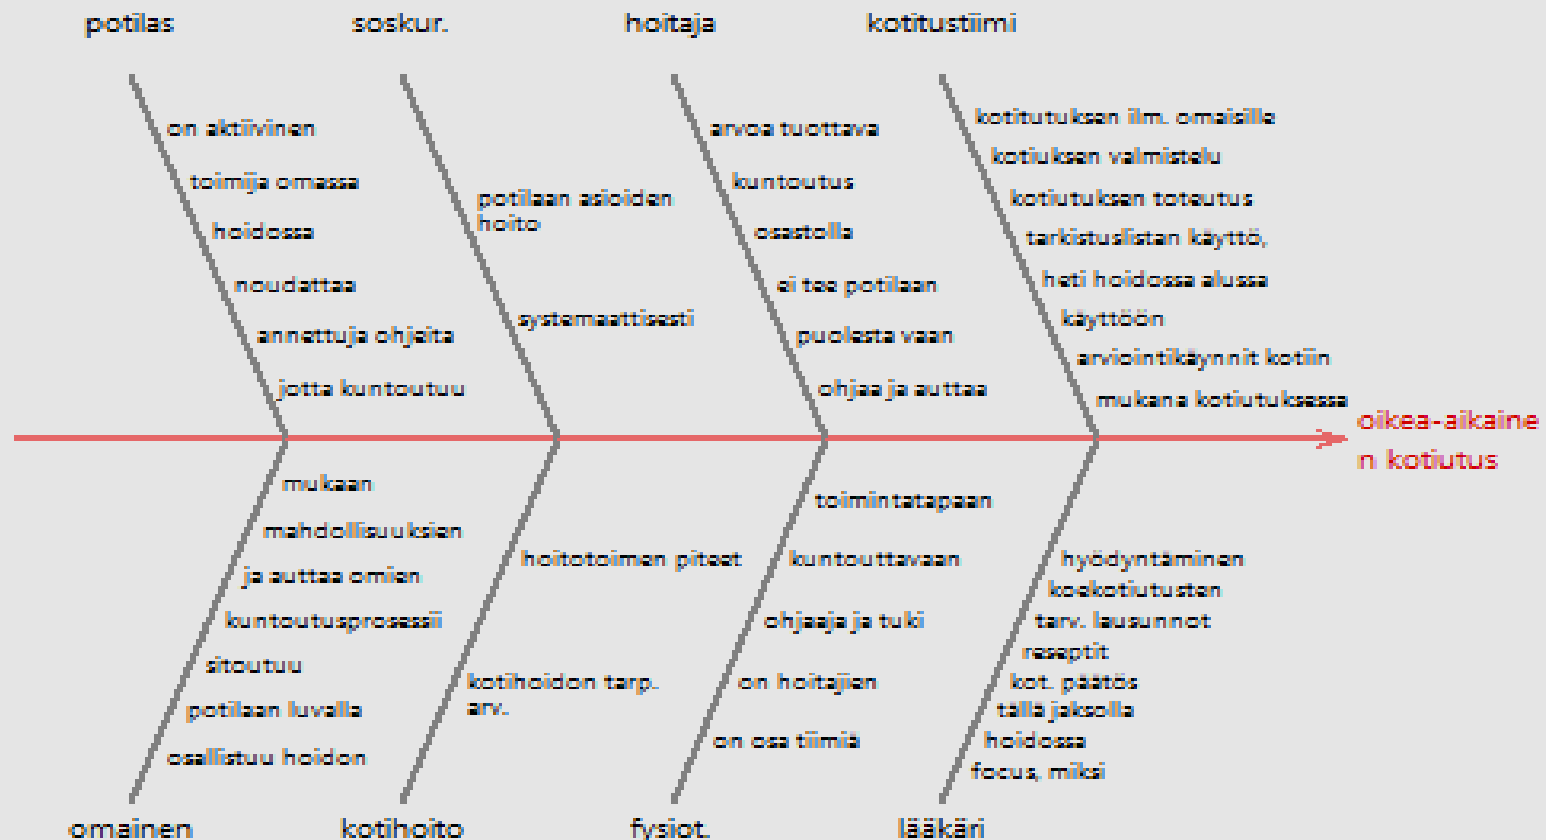 potilas
soskur.
hoitaja
kotitustiimi
on aktiivinen
toimija omassa
hoidossa
noudattaa
annettuja ohjeita
jotta kuntoutuu
potilaan asioiden
hoito
systemaattisesti
arvoa tuottava
kuntoutus
osastolla
ei tee potilaan
puolesta vaan
ohjaa ja auttaa
kotitutuksen ilm. omaisille
kotiuksen valmistelu
kotiutuksen toteutus
tarkistuslistan käyttö,
heti hoidossa alussa
käyttöön
arviointikäynnit kotiin
mukana kotiutuksessa
oikea-aikaine
n kotiutus
mukaan
mahdollisuuksien
ja auttaa omien
kuntoutusprosessii
sitoutuu
potilaan luvalla
osallistuu hoidon
hoitotoimen piteet
kotihoidon tarp.
arv.
toimintatapaan
kuntouttavaan
ohjaaja ja tuki
on hoitajien
on osa tiimiä
hyödyntäminen
koekotiutusten
tarv. lausunnot
reseptit
kot. päätös
tällä jaksolla
hoidossa
focus, miksi
omainen
kotihoito
fysiot.
lääkäri